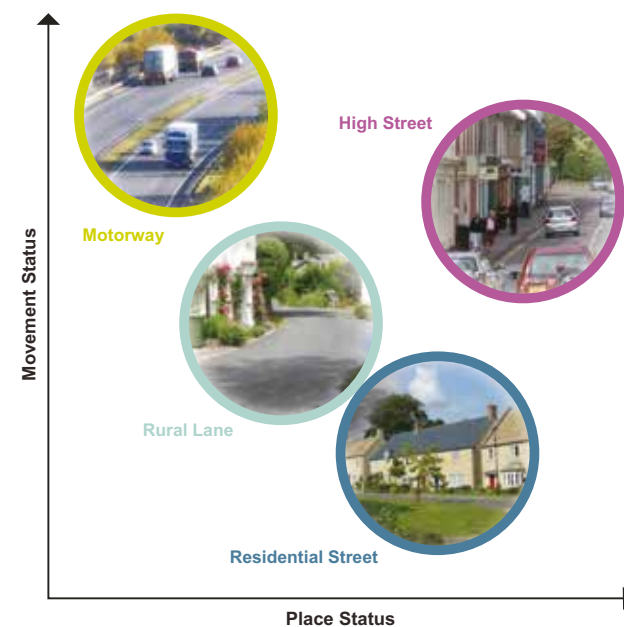 High Street
Motorway
Movement Status
Rural Lane
Residential Street
Place Status